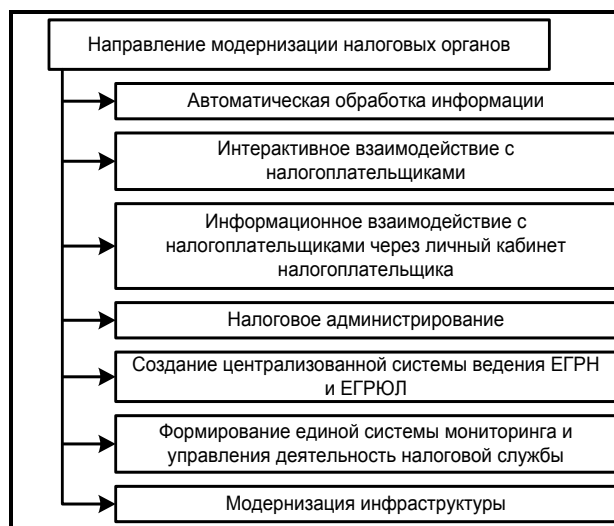 Направление модернизации налоговых органов
Автоматическая обработка информации
Интерактивное взаимодействие с
налогоплательщиками
Информационное взаимодействие с
налогоплательщиками через личный кабинет
налогоплательщика
Налоговое администрирование
Создание централизованной системы ведения ЕГРН
и ЕГРЮЛ
Формирование единой системы мониторинга и
управления деятельность налоговой службы
Модернизация инфраструктуры